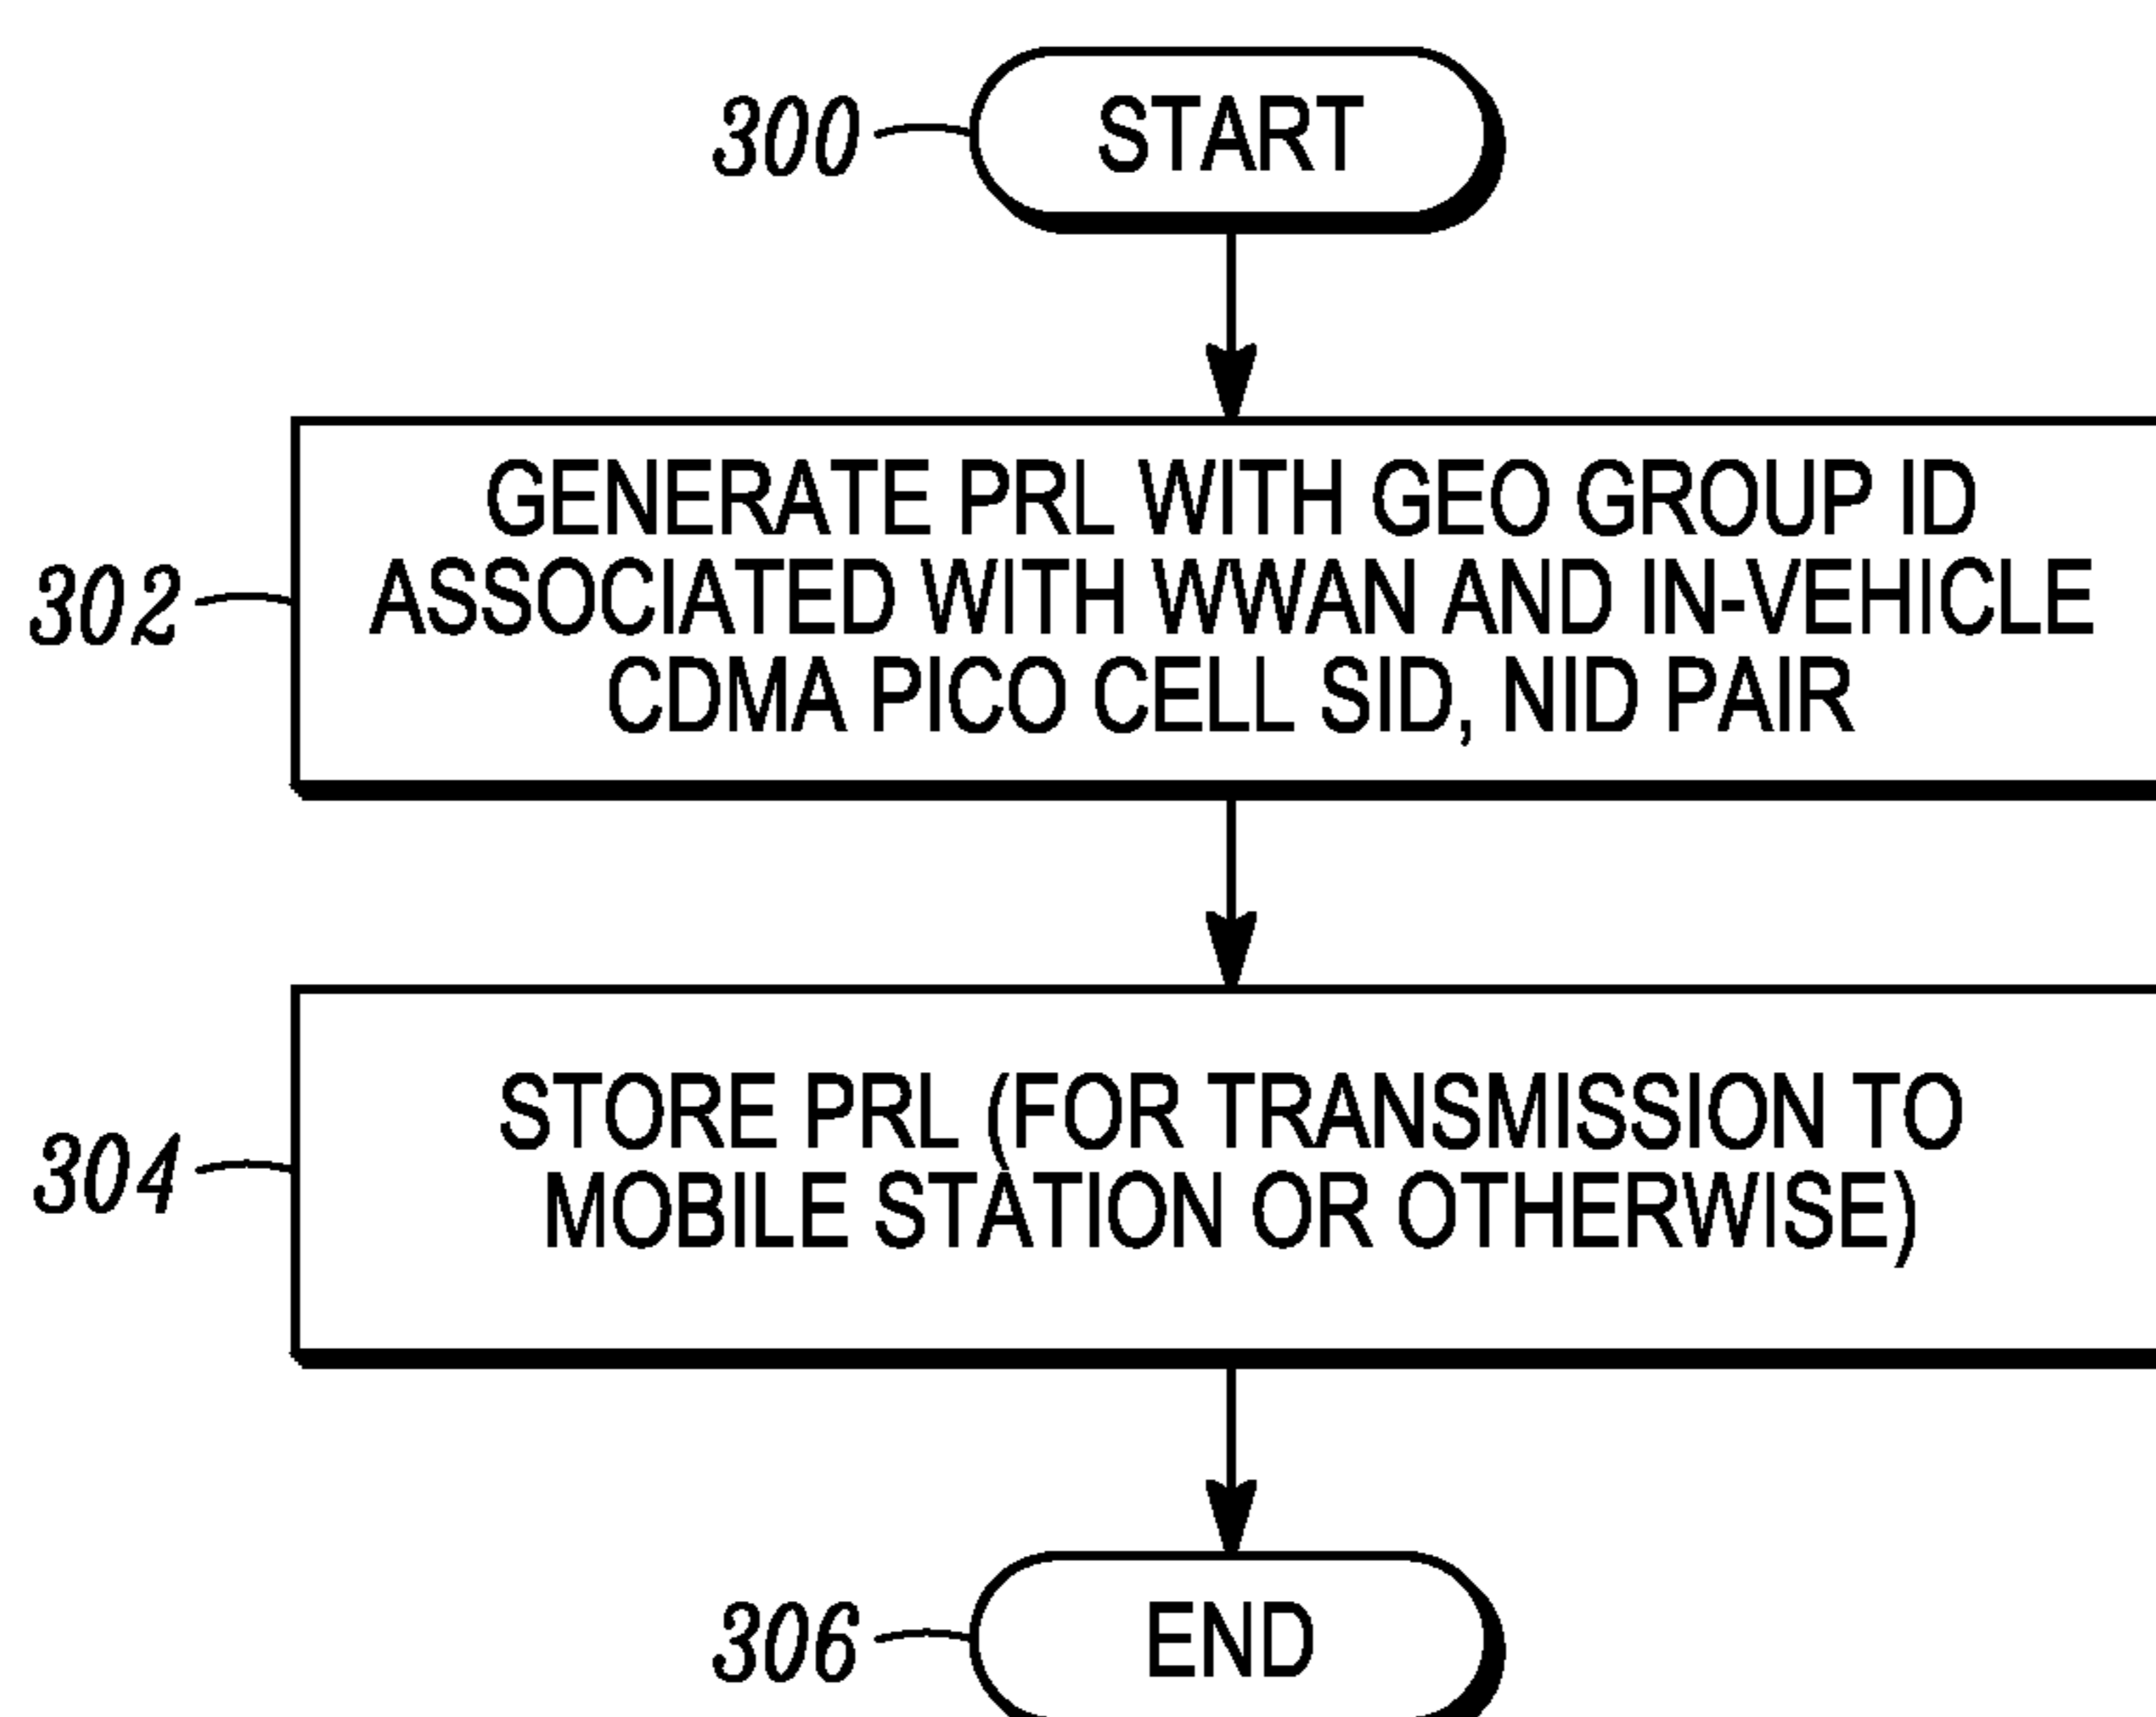 300 START
GENERATE PRL WITH GEO GROUP ID
302 ASSOCIATED WITH WWAN AND IN-VEHICLE
CDMA PICO CELL SID, NID PAIR
STORE PRL (FOR TRANSMISSION TO
304 MOBILE STATION OR OTHERWISE)
306 END